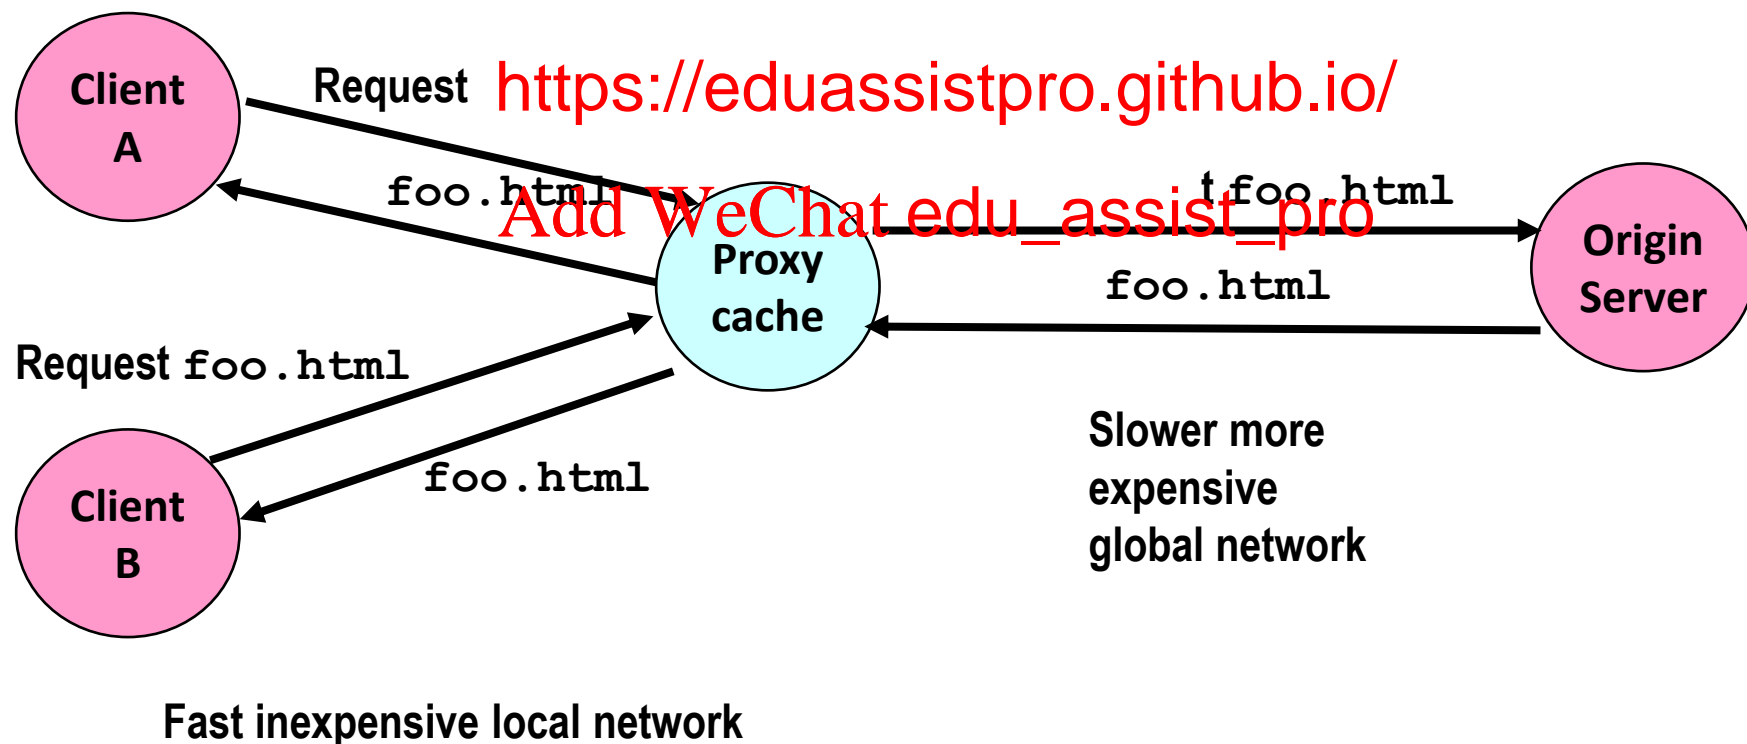 Client
A
Request https://eduassistpro.github.io/
foo.html
Add WeChat edu_assist_pro
t foo.html
Proxy
cache
Origin
Server
foo.html
Request foo.html
foo.html
Client
B
Slower more
expensive
global network
Fast inexpensive local network